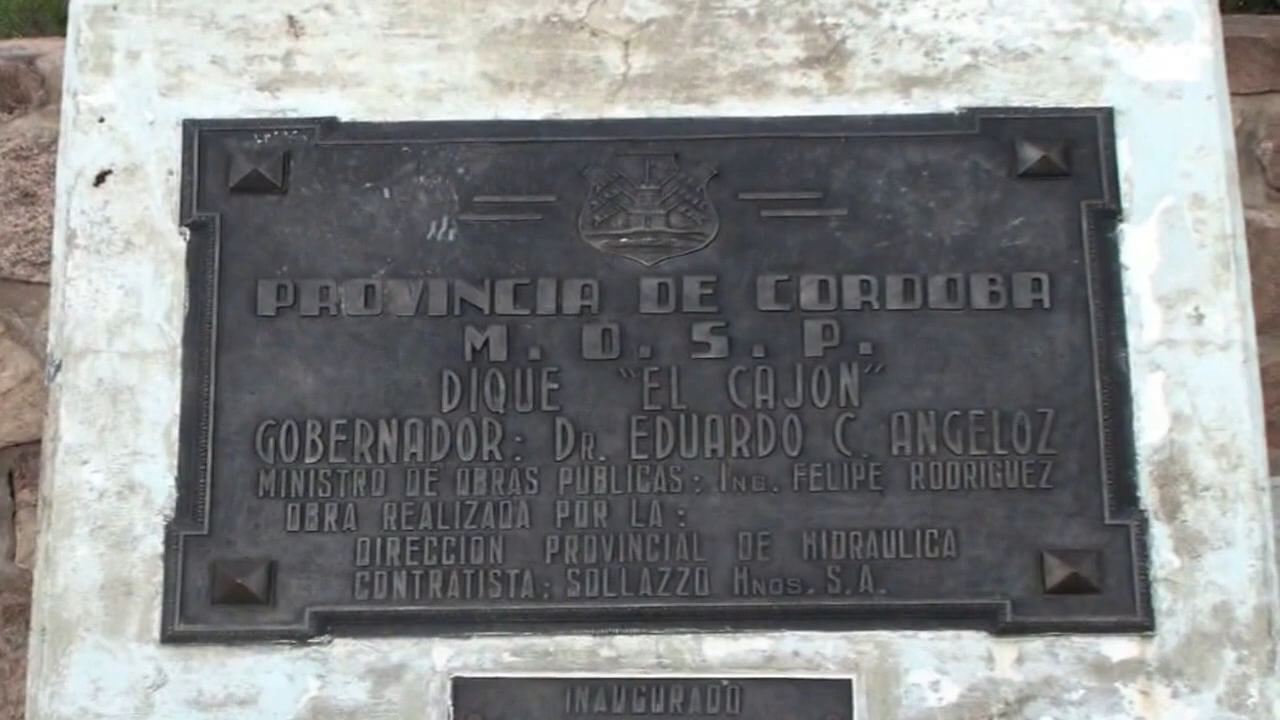 PROVINCIA DE CORDOBA
M. O. S. P.
DIQUE "EL CAJON"
GOBERNADOR: DR. EDUARDO C. ANGELOZ
MINISTRO DE OBRAS PUBLICAS: ING. FELIPE RODRIGUEZ
OBRA REALIZADA POR LA:
DIRECCION PROVINCIAL DE HIDRAULICA
CONTRATISTA: SOLLAZZO HNOS. S.A.
INAUGURADO